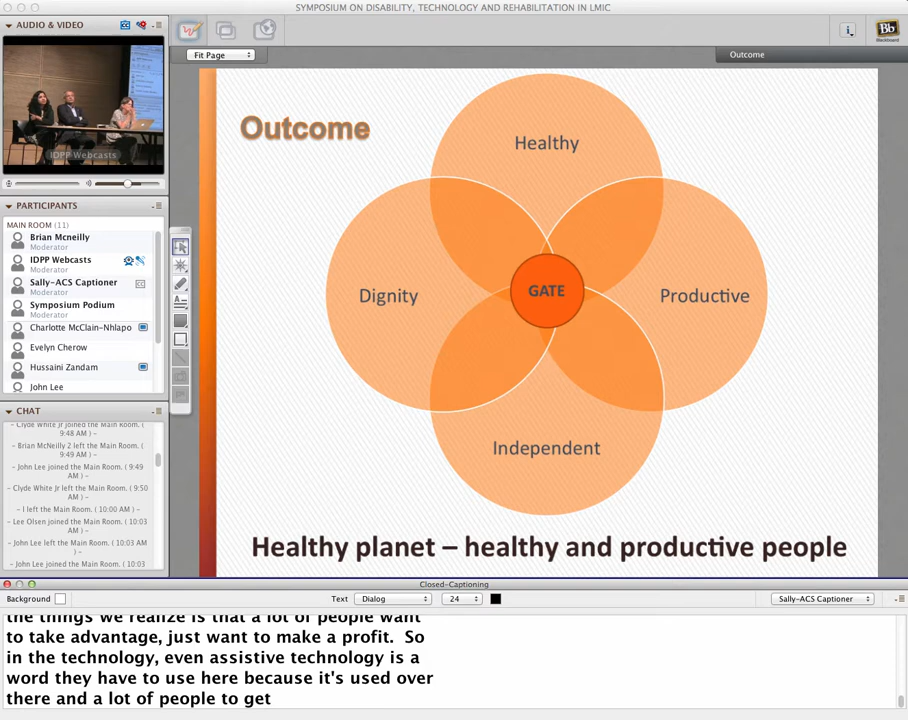 SYMPOSIUM ON DISABILITY, TECHNOLOGY AND REHABILITATION IN LMIC
AUDIO & VIDEO
IDPP Webcasts
PARTICIPANTS
MAIN ROOM (11)
Brian Mcneilly
Moderator
IDPP Webcasts
Moderator
Sally-ACS Captioner
Moderator
Symposium Podium
Moderator
Charlotte McClain-Nhlapo
Evelyn Cherow
Hussaini Zandam
John Lee
CHAT
- Clyde White Jr joined the Main Room. (
9:48 AM ) -
- Brian McNeilly 2 left the Main Room. (
9:49 AM ) -
- John Lee joined the Main Room. ( 9:49
AM ) -
- Clyde White Jr left the Main Room. ( 9:50
AM ) -
- I left the Main Room. ( 10:00 AM ) -
- Lee Olsen joined the Main Room. ( 10:03
AM ) -
- John Lee left the Main Room. ( 10:03 AM
) -
- John Lee joined the Main Room. ( 10:03
Fit Page
Bb
Blackboard
Outcome
Outcome
Healthy
Dignity
GATE
Productive
Independent
Healthy planet – healthy and productive people
Closed-Captioning
Background
Text
Dialog
24
Sally-ACS Captioner
the things we realize is that a lot of people want
to take advantage, just want to make a profit.  So
in the technology, even assistive technology is a
word they have to use here because it's used over
there and a lot of people to get